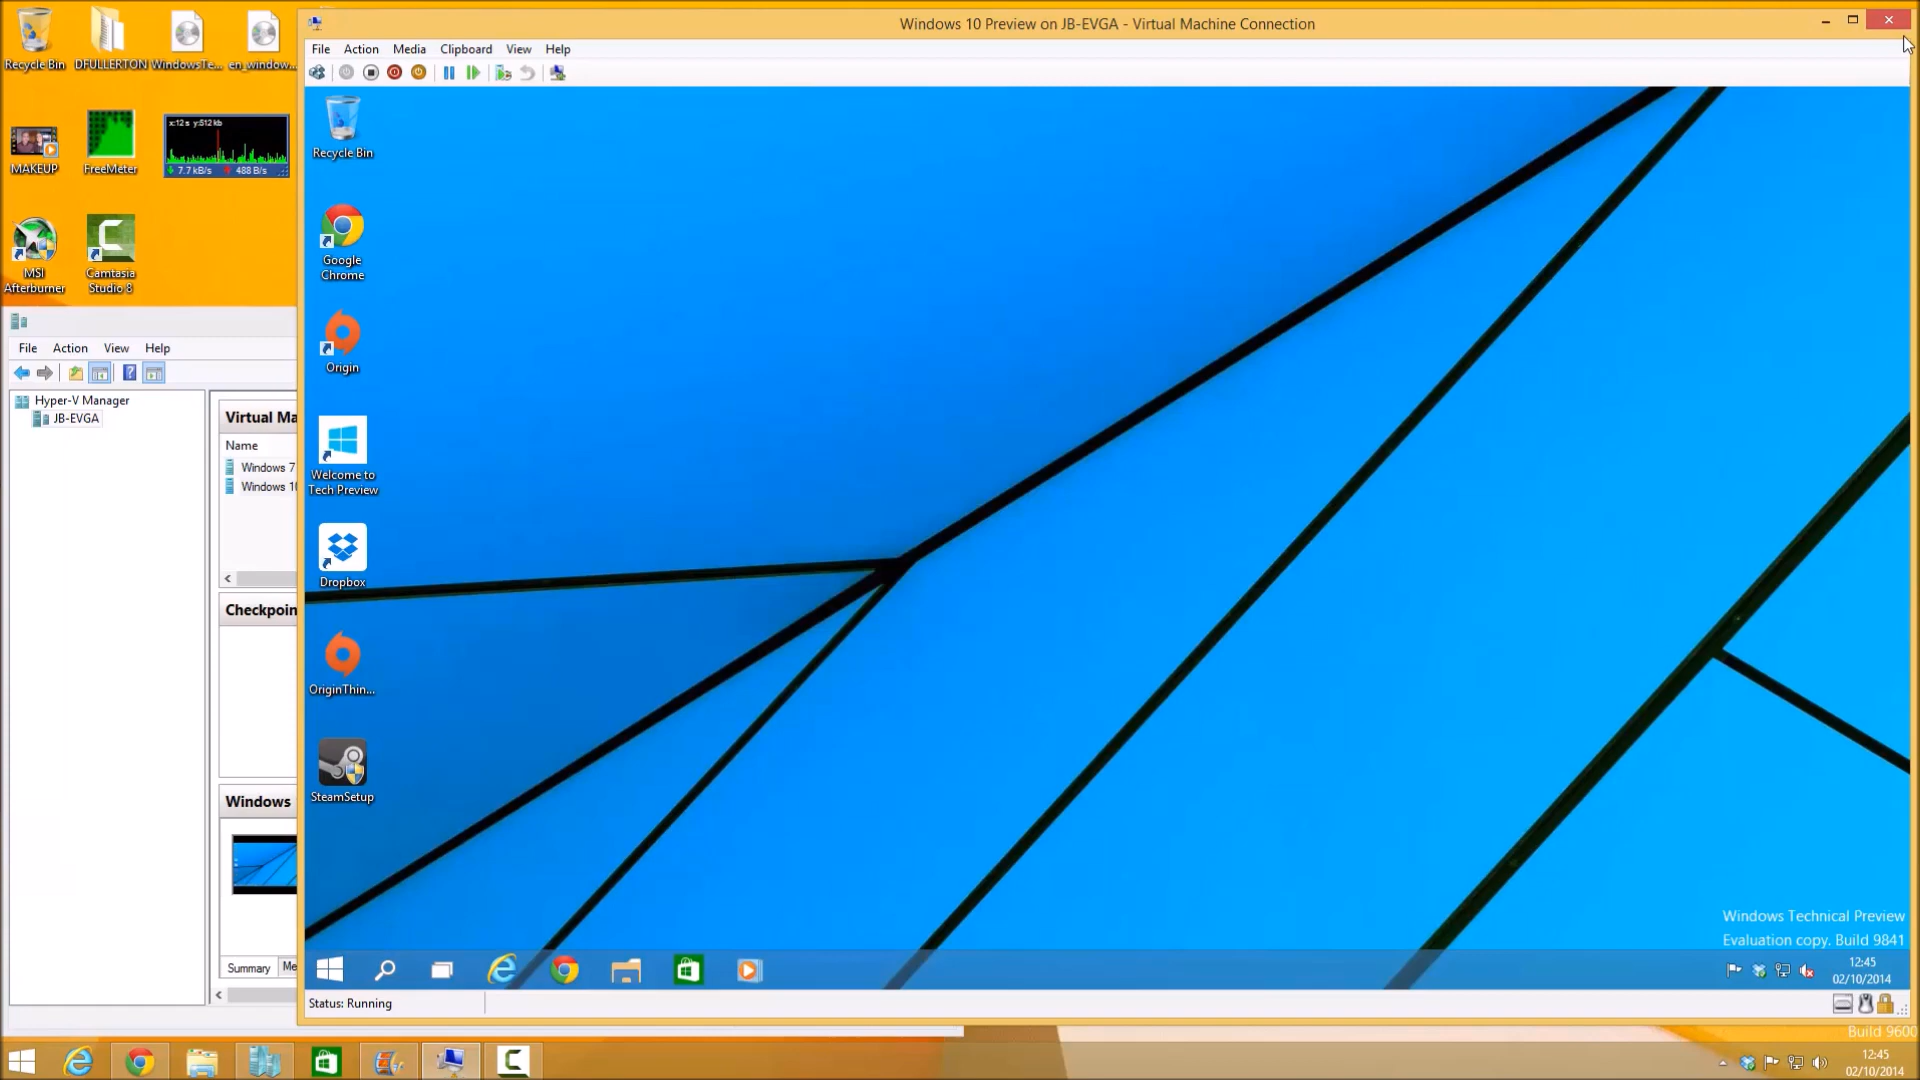 Recycle Bin
DFULLERTON
WindowsTe...
en_window...
MAKEUP
FreeMeter
x:12 s y:512kb
7.7 kB/s
488 B/s
MSI
Afterburner
Camtasia
Studio 8
File Action View Help
Hyper-V Manager
JB-EVGA
Virtual Ma
Name
Windows 7
Windows 1
Checkpoin
Windows
Summary
Me
Windows 10 Preview on JB-EVGA - Virtual Machine Connection
File Action Media Clipboard View Help
Recycle Bin
Google
Chrome
Origin
Welcome to
Tech Preview
Dropbox
OriginThin...
SteamSetup
Windows Technical Preview
Evaluation copy. Build 9841
12:45
02/10/2014
Status: Running
Build 9600
12:45
02/10/2014